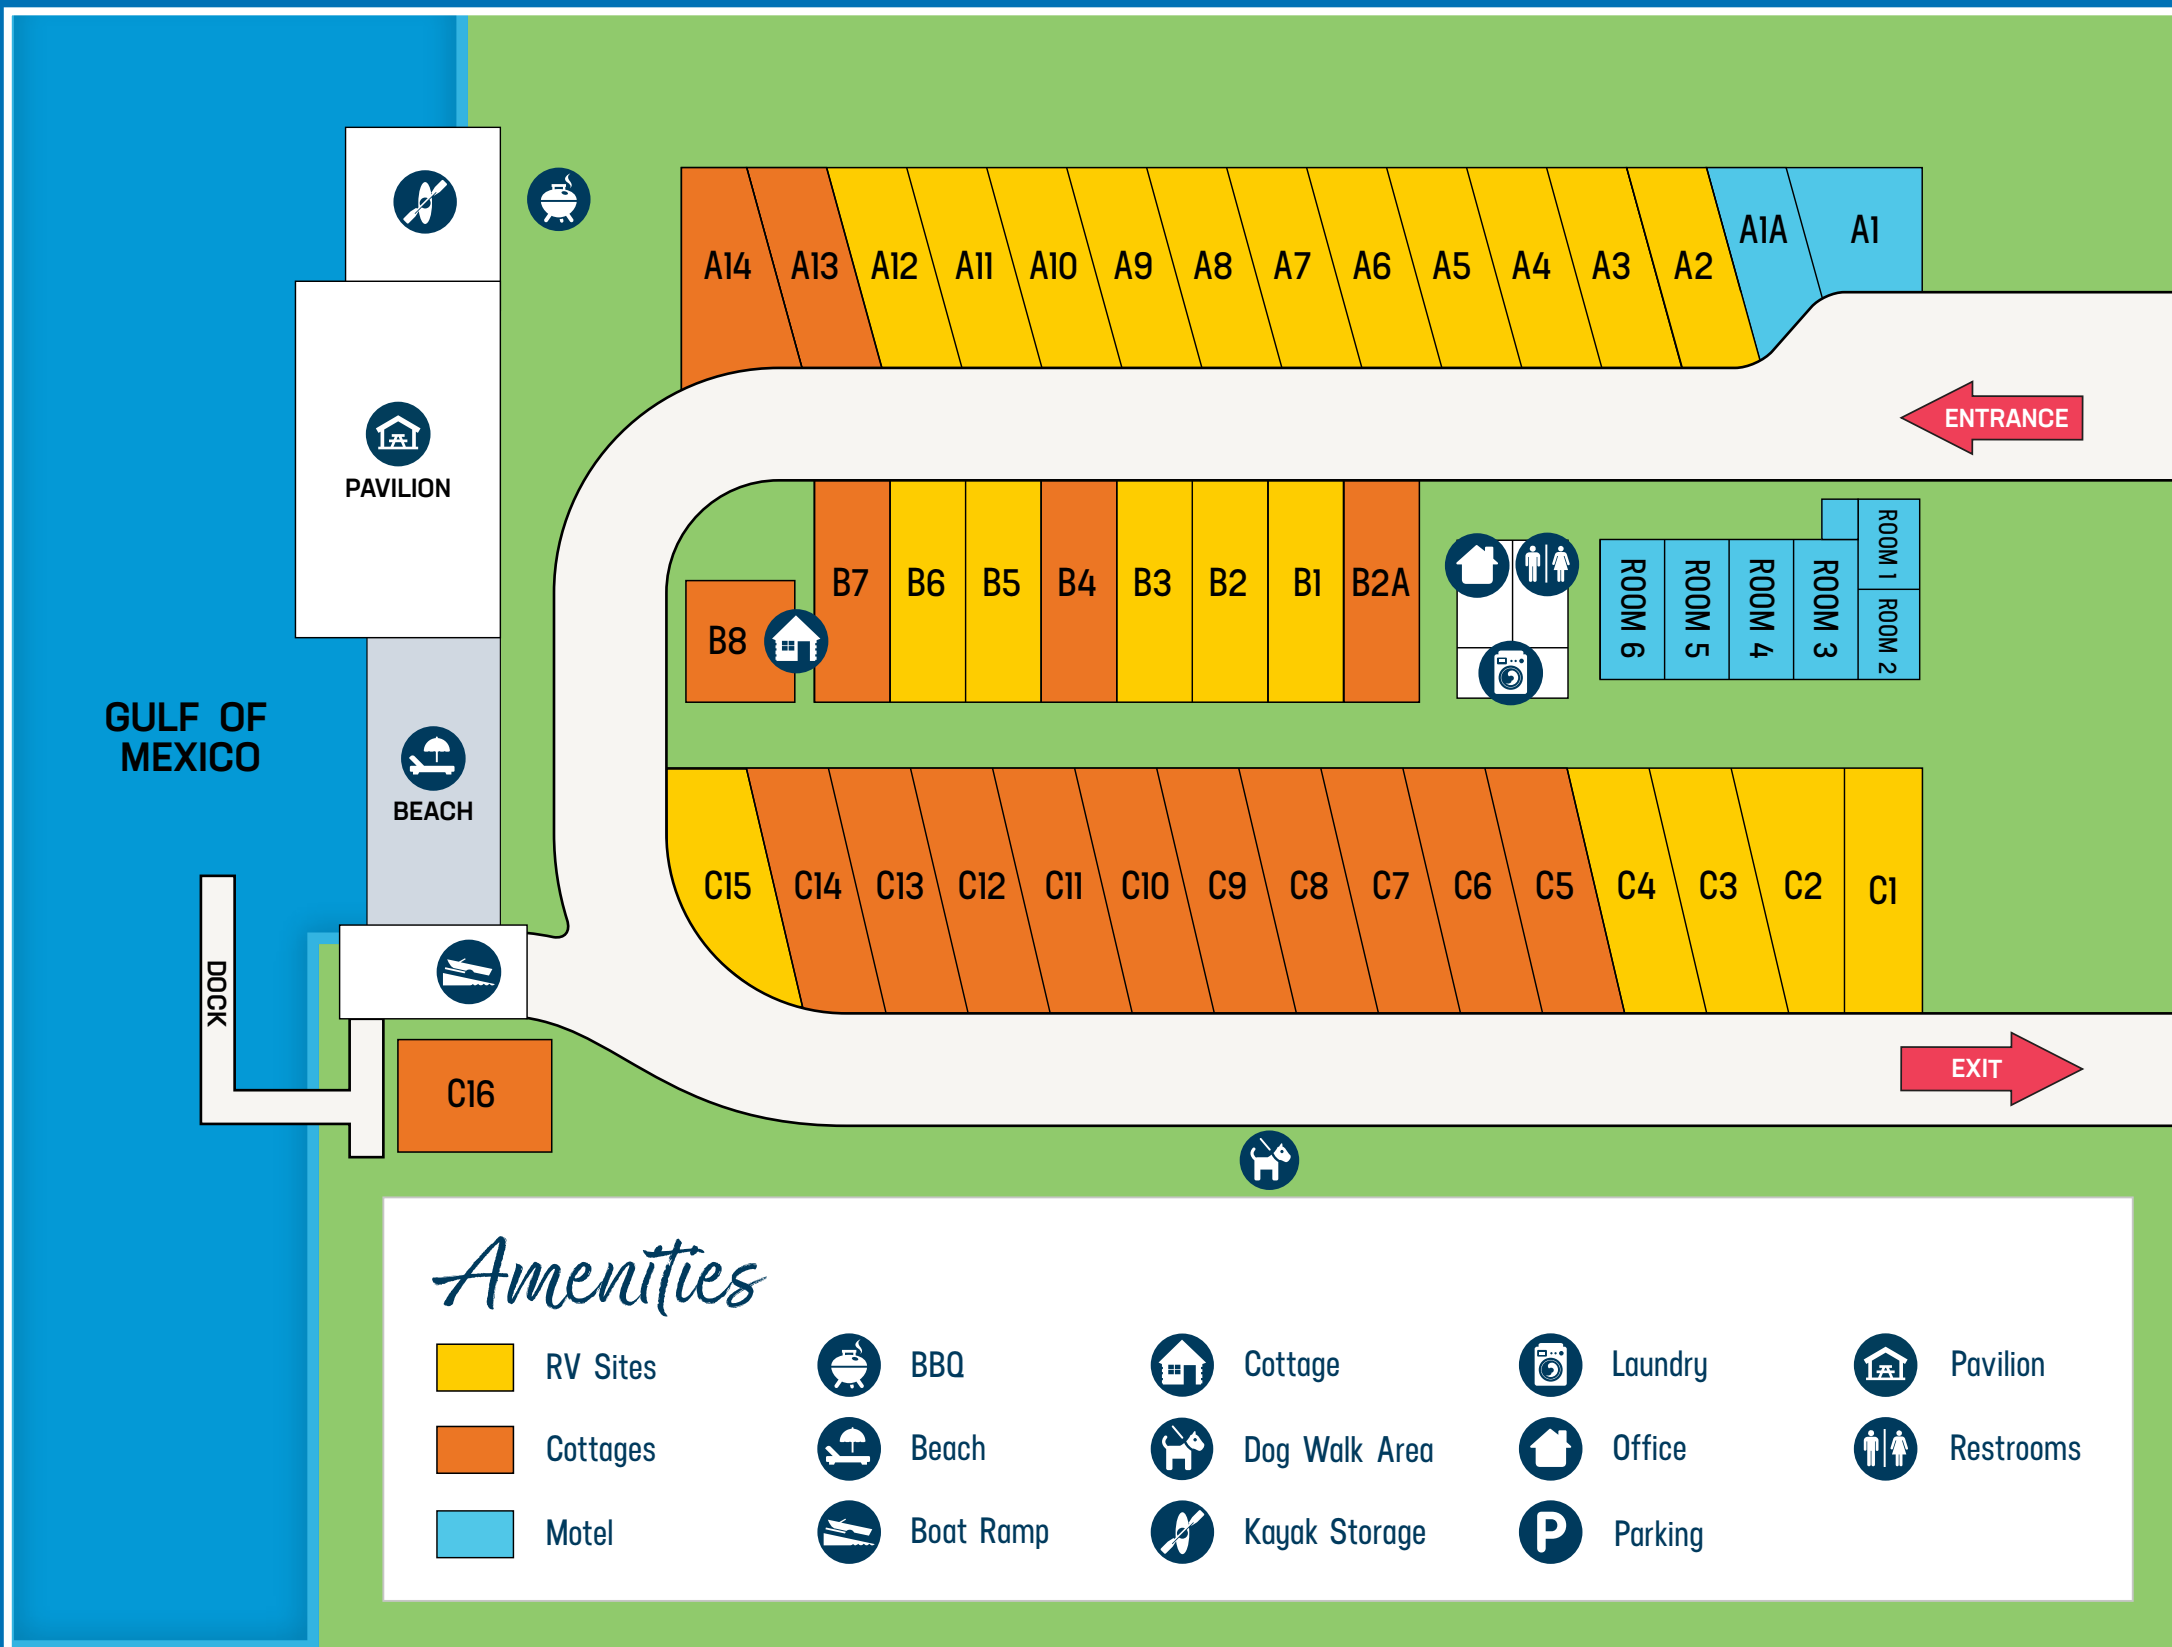 A14 A13 A12 A11 A10 A9 A8 A7 A6 A5 A4 A3 A2 A1A A1
ENTRANCE
PAVILION
B8 B7 B6 B5 B4 B3 B2 B1 B2A
ROOM 6
ROOM 5
ROOM 4
ROOM 3
ROOM 1
ROOM 2
GULF OF
MEXICO
BEACH
C15 C14 C13 C12 C11 C10 C9 C8 C7 C6 C5 C4 C3 C2 C1
DOCK
C16
EXIT
Amenities
RV Sites
Cottages
Motel
BBQ
Beach
Boat Ramp
Cottage
Dog Walk Area
Kayak Storage
Laundry
Office
P
Parking
Pavilion
Restrooms